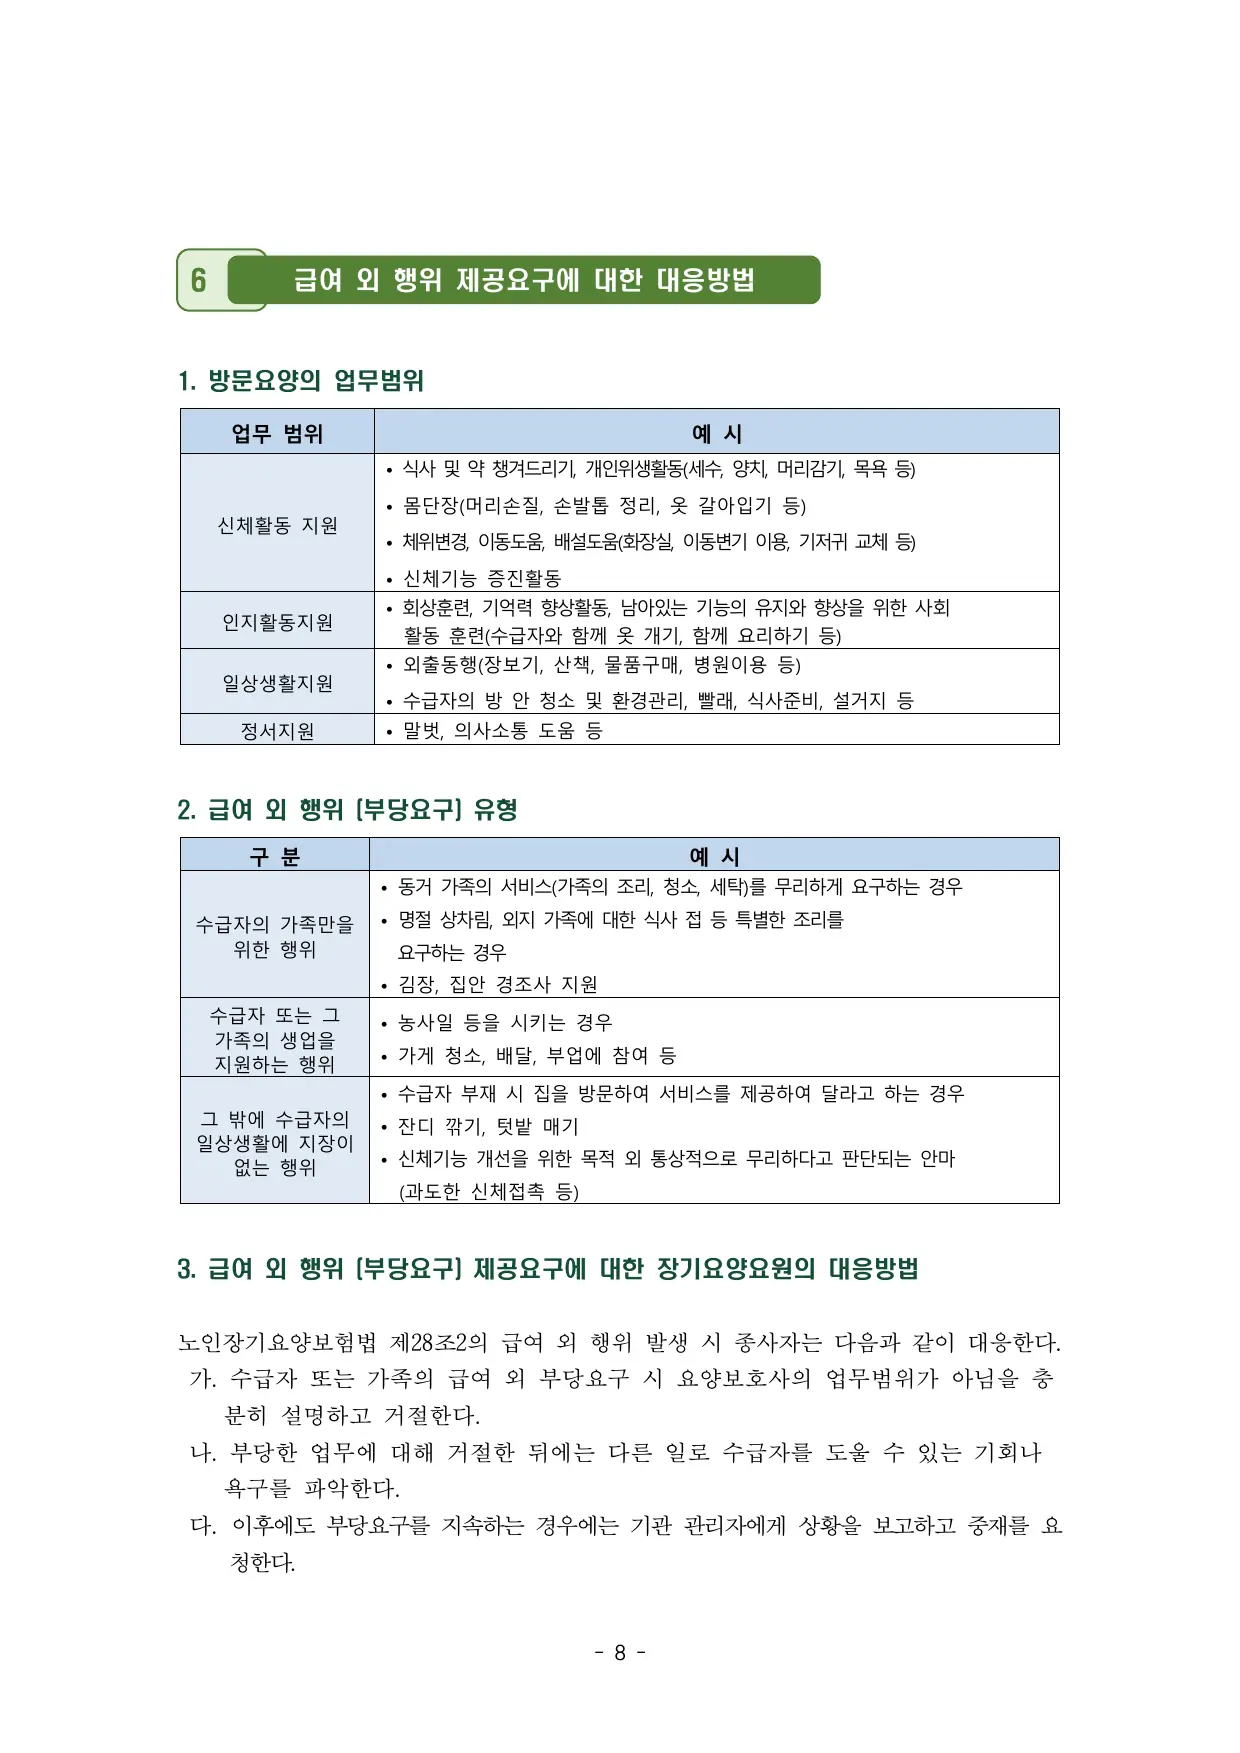 6 급여 외 행위 제공요구에 대한 대응방법
1. 방문요양의 업무범위
업무 범위 예 시
신체활동 지원
• 식사 및 약 챙겨드리기, 개인위생활동(세수, 양치, 머리감기, 목욕 등)
• 몸단장(머리손질, 손발톱 정리, 옷 갈아입기 등)
• 체위변경, 이동도움, 배설도움(화장실, 이동변기 이용, 기저귀 교체 등)
• 신체기능 증진활동
인지활동지원
• 회상훈련, 기억력 향상활동, 남아있는 기능의 유지와 향상을 위한 사회
활동 훈련(수급자와 함께 옷 개기, 함께 요리하기 등)
일상생활지원
• 외출동행(장보기, 산책, 물품구매, 병원이용 등)
• 수급자의 방 안 청소 및 환경관리, 빨래, 식사준비, 설거지 등
정서지원
• 말벗, 의사소통 도움 등
2. 급여 외 행위 (부당요구) 유형
구 분 예 시
수급자의 가족만을
위한 행위
• 동거 가족의 서비스(가족의 조리, 청소, 세탁)를 무리하게 요구하는 경우
• 명절 상차림, 외지 가족에 대한 식사 접 등 특별한 조리를
요구하는 경우
• 김장, 집안 경조사 지원
수급자 또는 그
가족의 생업을
지원하는 행위
• 농사일 등을 시키는 경우
• 가게 청소, 배달, 부업에 참여 등
그 밖에 수급자의
일상생활에 지장이
없는 행위
• 수급자 부재 시 집을 방문하여 서비스를 제공하여 달라고 하는 경우
• 잔디 깎기, 텃밭 매기
• 신체기능 개선을 위한 목적 외 통상적으로 무리하다고 판단되는 안마
(과도한 신체접촉 등)
3. 급여 외 행위 (부당요구) 제공요구에 대한 장기요양요원의 대응방법
노인장기요양보험법 제28조2의 급여 외 행위 발생 시 종사자는 다음과 같이 대응한다.
가. 수급자 또는 가족의 급여 외 부당요구 시 요양보호사의 업무범위가 아님을 충
분히 설명하고 거절한다.
나. 부당한 업무에 대해 거절한 뒤에는 다른 일로 수급자를 도울 수 있는 기회나
욕구를 파악한다.
다. 이후에도 부당요구를 지속하는 경우에는 기관 관리자에게 상황을 보고하고 중재를 요
청한다.
- 8 -